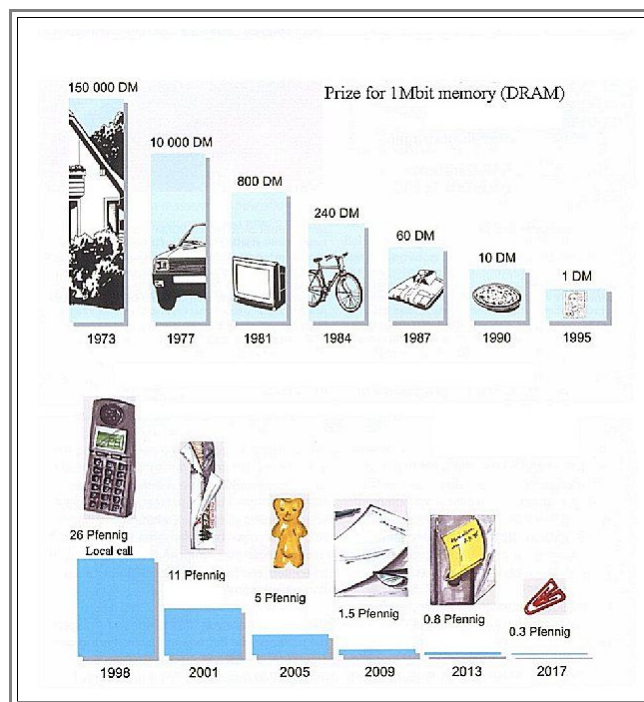 150 000 DM
Prize for 1Mbit memory (DRAM)
10 000 DM
800 DM
240 DM
60 DM
10 DM
1 DM
1973 1977 1981 1984 1987 1990 1995
26 Pfennig
Local call
11 Pfennig
5 Pfennig
1.5 Pfennig
0.8 Pfennig
0.3 Pfennig
1998 2001 2005 2009 2013 2017